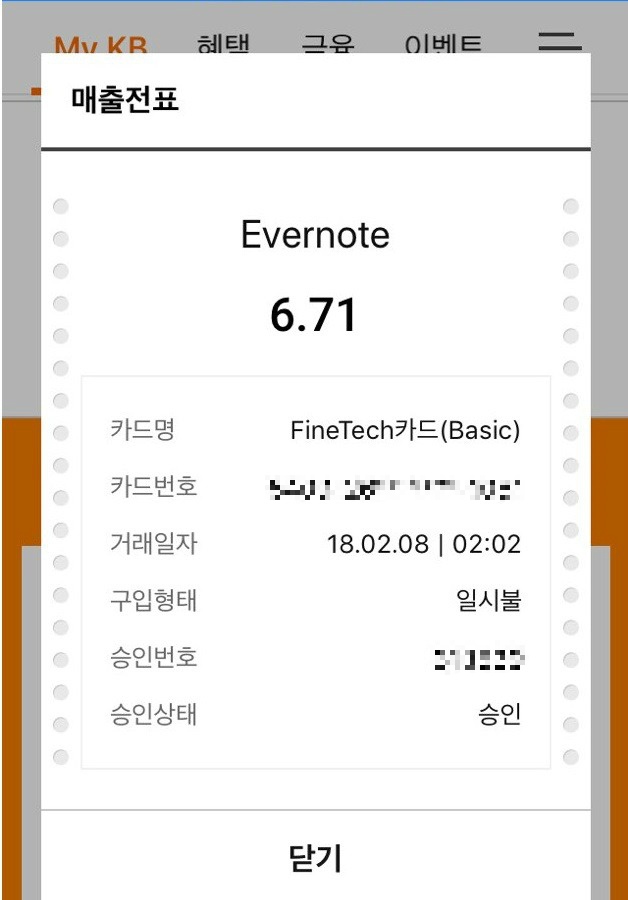 My KB 혜택 금융 이벤트
매출전표
Evernote
6.71
카드명 FineTech카드(Basic)
카드번호
거래일자 18.02.08 | 02:02
구입형태 일시불
승인번호
승인상태 승인
닫기